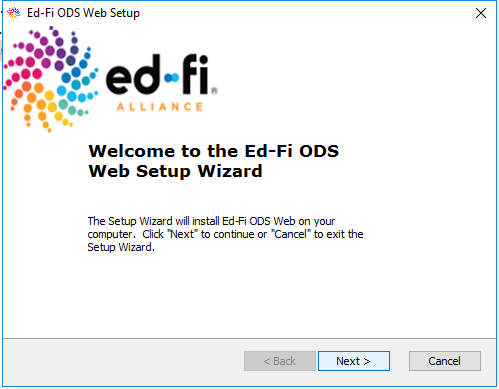 Ed-Fi ODS Web Setup
ed-fi®
ALLIANCE
Welcome to the Ed-Fi ODS
Web Setup Wizard
The Setup Wizard will install Ed-Fi ODS Web on your
computer. Click "Next" to continue or "Cancel" to exit the
Setup Wizard.
< Back
Next >
Cancel